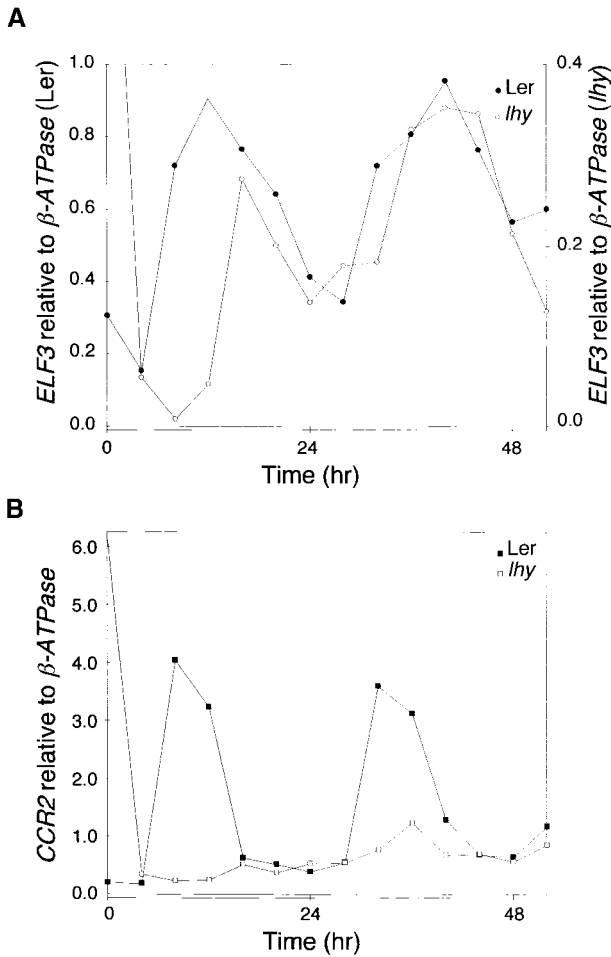 A
ELF3 relative to β-ATPase (Ler)
1.0
0.8
0.6
0.4
0.2
0.0
Ler
lhy
0.4
0.2
0.0
ELF3 relative to β-ATPase (lhy)
0
24
48
Time (hr)
B
CCR2 relative to β-ATPase
6.0
5.0
4.0
3.0
2.0
1.0
0.0
Ler
lhy
0
24
48
Time (hr)